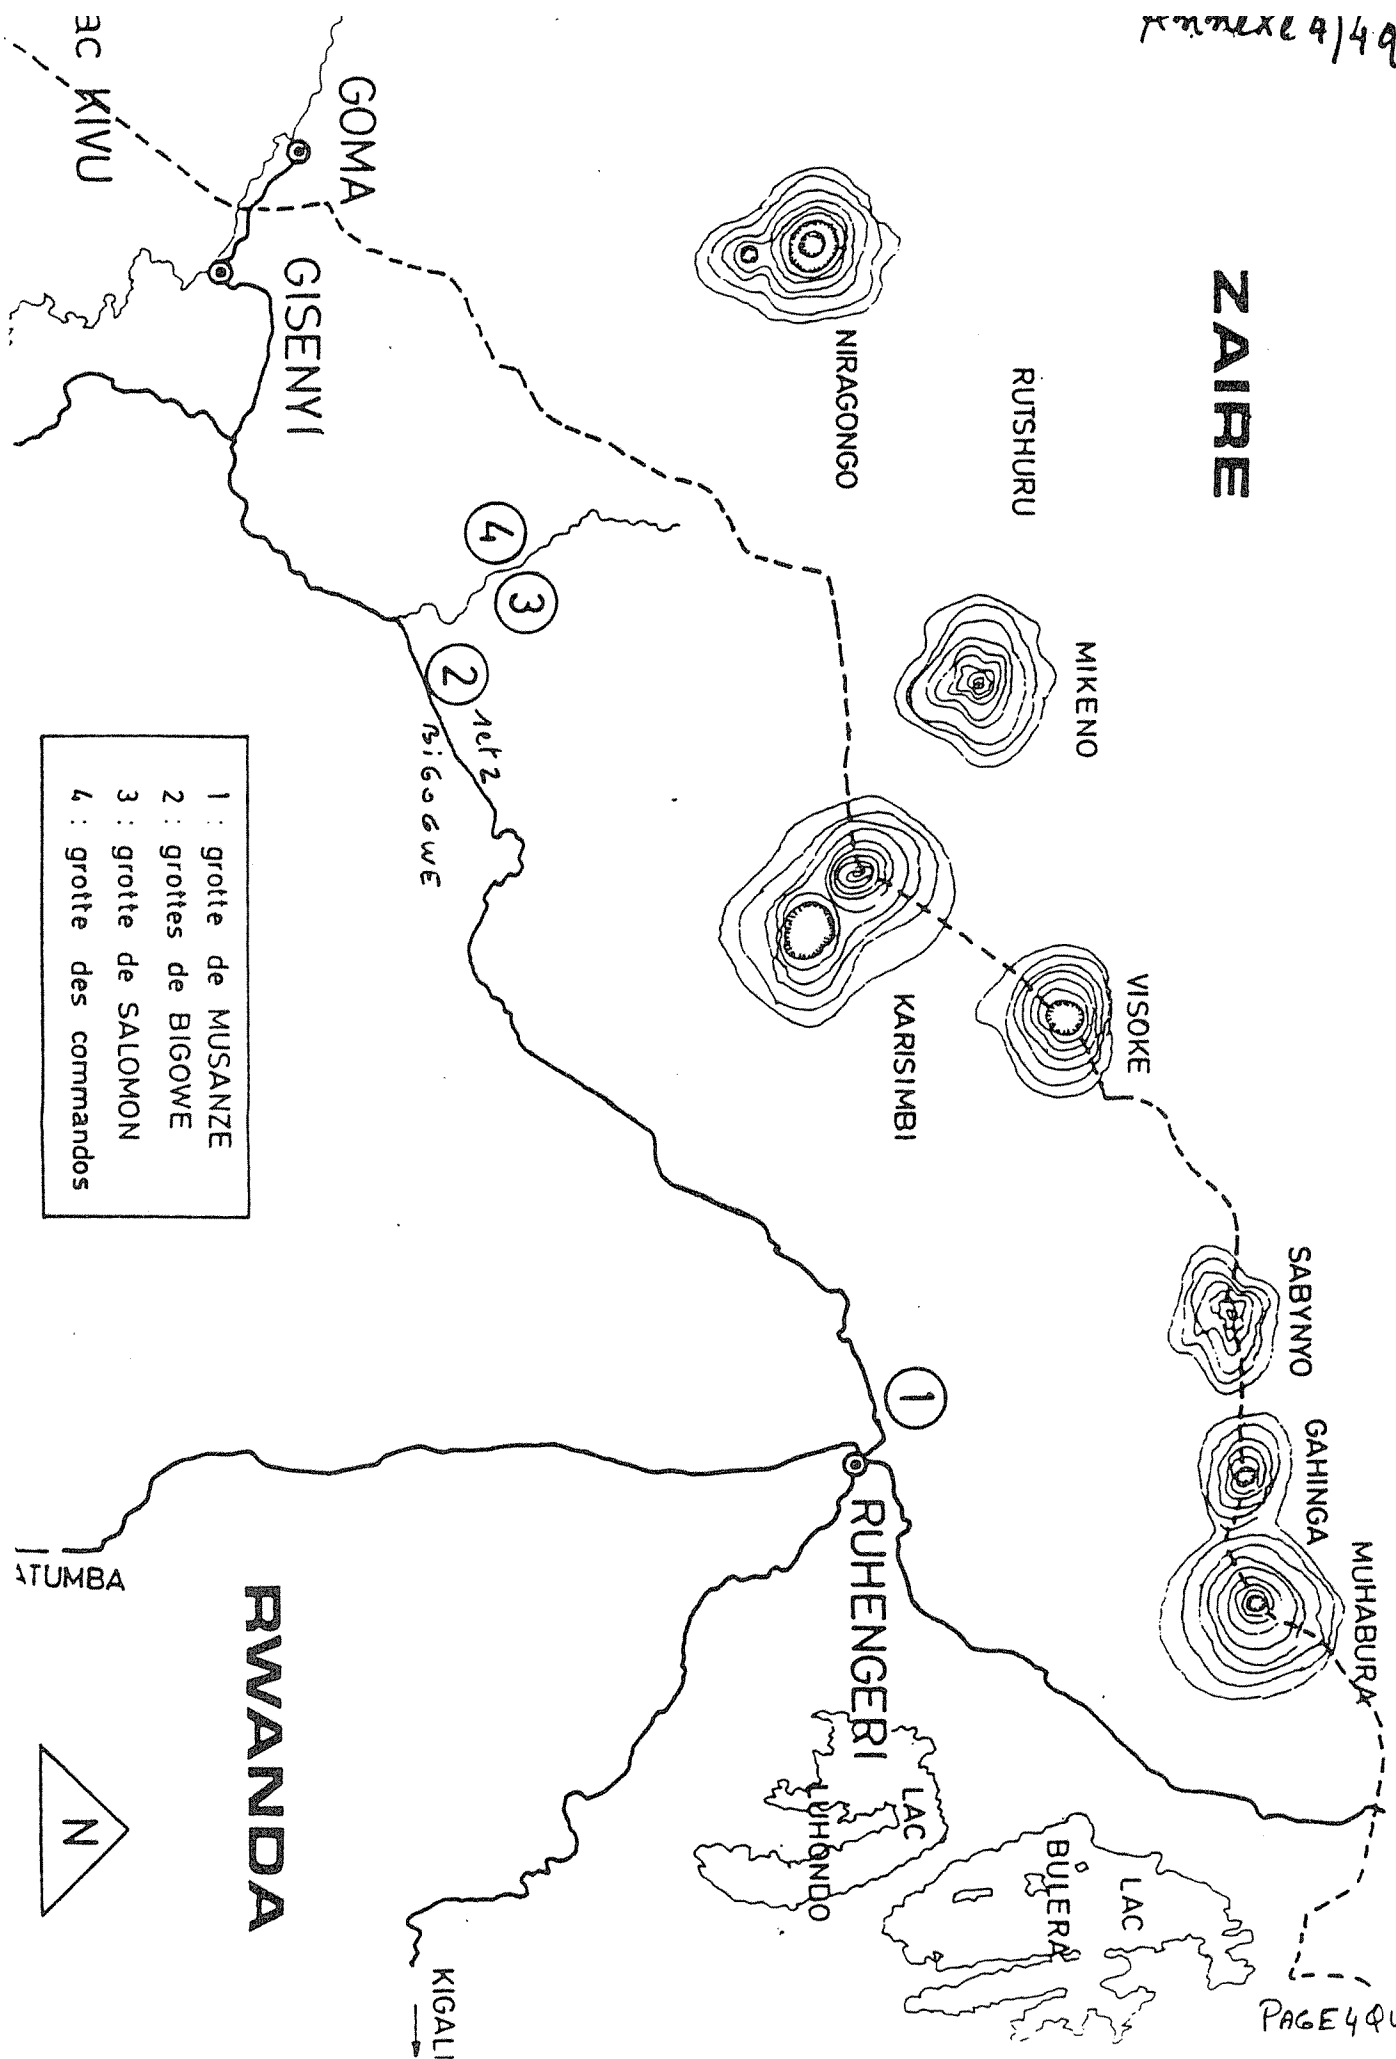 Annexe 4/49
ZAIRE
RUTSHURU
NIRAGONGO
MIKENO
VISOKE
KARISIMBI
SABYNYO
GAHINGA
MUHABURA
GOMA
KIVU
GISENYI
4
3
2
1et2
BIGOGWE
1
RUHENGERI
LAC
LUHONDO
LAC
BULERA
PAGE 4
KIGALI
ATUMBA
RWANDA
N
1 : grotte de MUSANZE
2 : grottes de BIGOWE
3 : grotte de SALOMON
4 : grotte des commandos